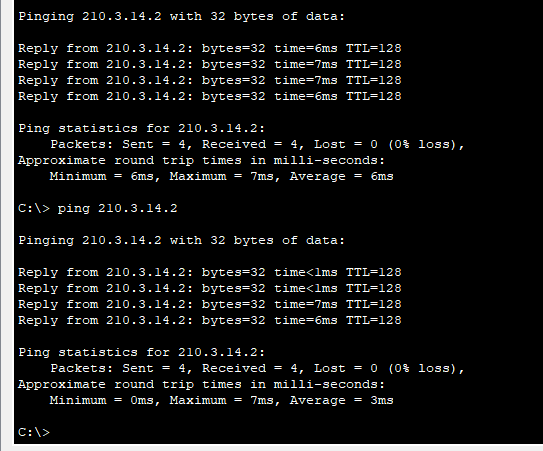 Pinging 210.3.14.2 with 32 bytes of data:
Reply from 210.3.14.2: bytes=32 time=6ms TTL=128
Reply from 210.3.14.2: bytes=32 time=7ms TTL=128
Reply from 210.3.14.2: bytes=32 time=7ms TTL=128
Reply from 210.3.14.2: bytes=32 time=6ms TTL=128
Ping statistics for 210.3.14.2:
Packets: Sent = 4, Received = 4, Lost = 0 (0% loss),
Approximate round trip times in milli-seconds:
Minimum = 6ms, Maximum = 7ms, Average = 6ms
C:\> ping 210.3.14.2
Pinging 210.3.14.2 with 32 bytes of data:
Reply from 210.3.14.2: bytes=32 time<1ms TTL=128
Reply from 210.3.14.2: bytes=32 time<1ms TTL=128
Reply from 210.3.14.2: bytes=32 time=7ms TTL=128
Reply from 210.3.14.2: bytes=32 time=6ms TTL=128
Ping statistics for 210.3.14.2:
Packets: Sent = 4, Received = 4, Lost = 0 (0% loss),
Approximate round trip times in milli-seconds:
Minimum = 0ms, Maximum = 7ms, Average = 3ms
C:\>